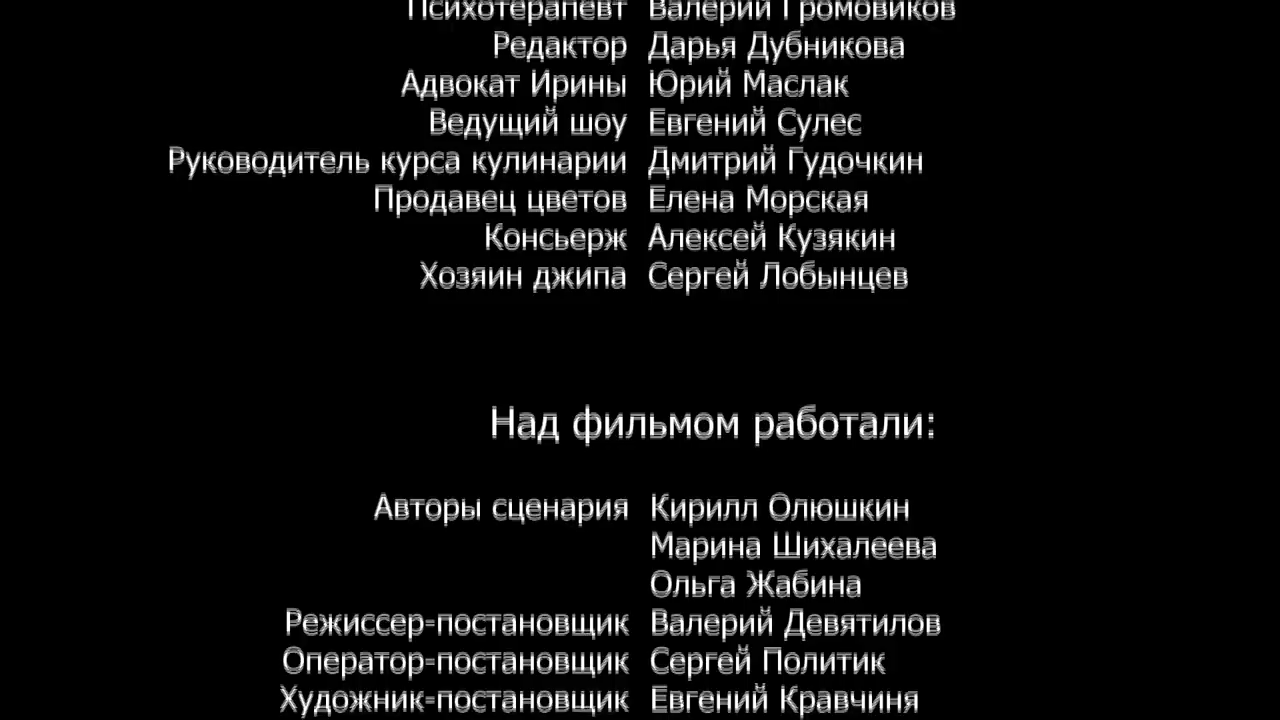 Психотерапевт Валерий Громовиков
Редактор Дарья Дубникова
Адвокат Ирины Юрий Маслак
Ведущий шоу Евгений Сулес
Руководитель курса кулинарии Дмитрий Гудочкин
Продавец цветов Елена Морская
Консьерж Алексей Кузякин
Хозяин джипа Сергей Лобынцев
Над фильмом работали:
Авторы сценария Кирилл Олюшкин
Марина Шихалеева
Ольга Жабина
Режиссер-постановщик Валерий Девятилов
Оператор-постановщик Сергей Политик
Художник-постановщик Евгений Кравчиня